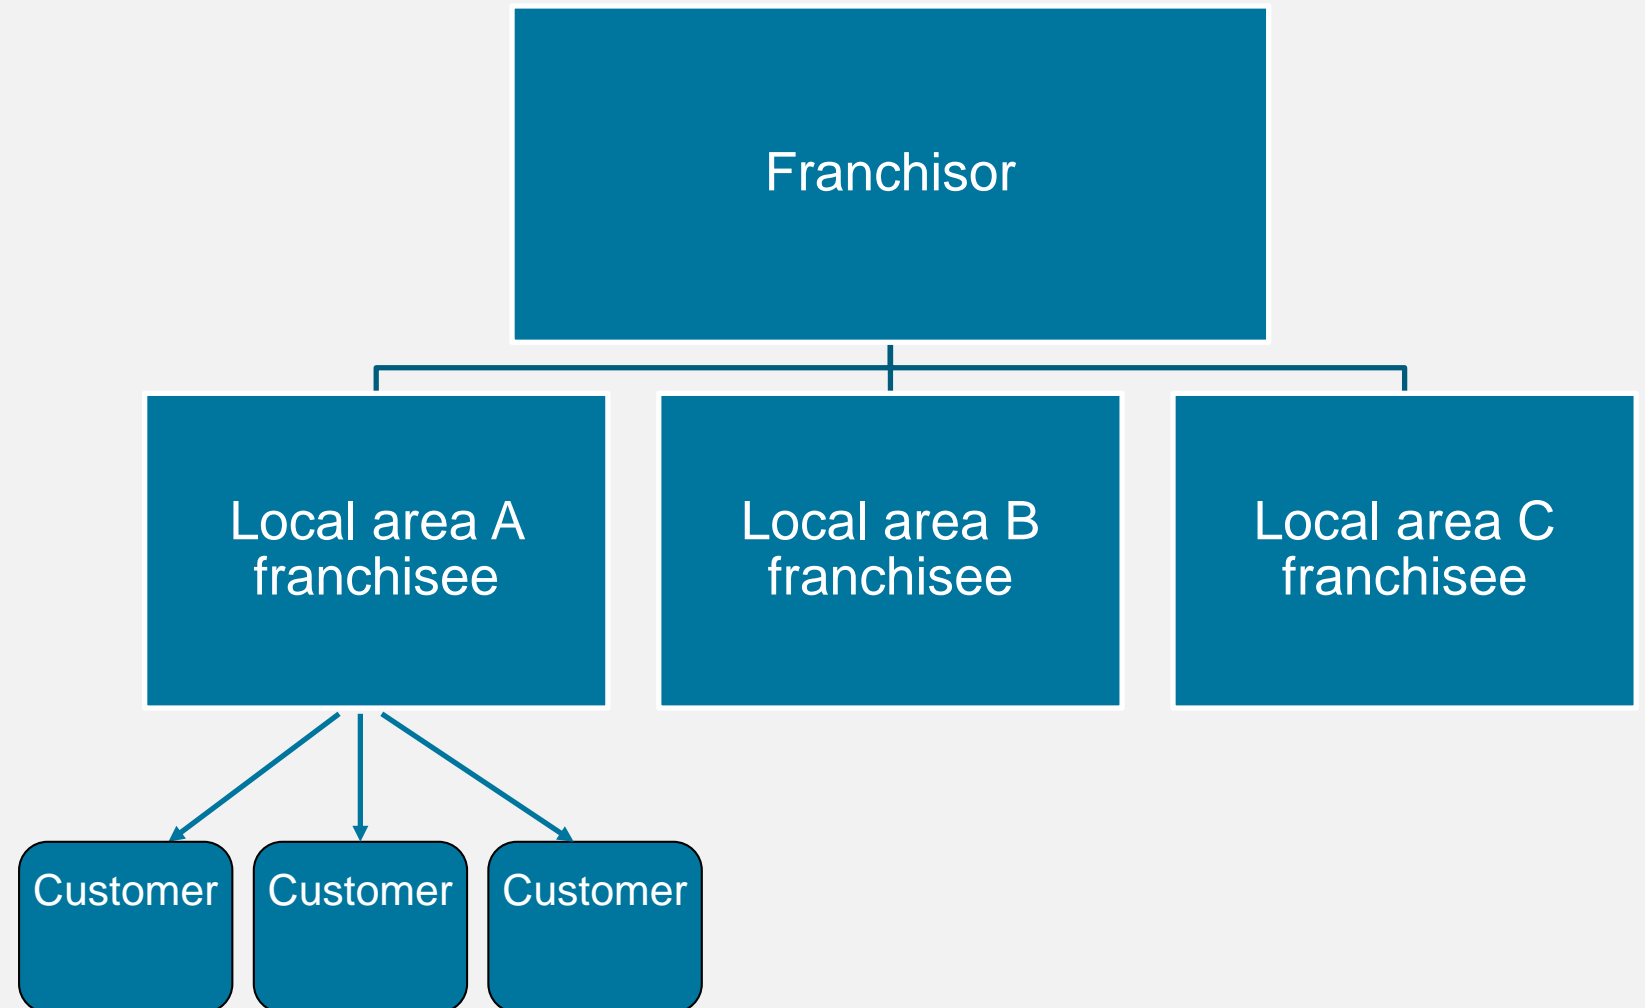 Franchisor
Local area A
franchisee
Local area B
franchisee
Local area C
franchisee
Customer
Customer
Customer